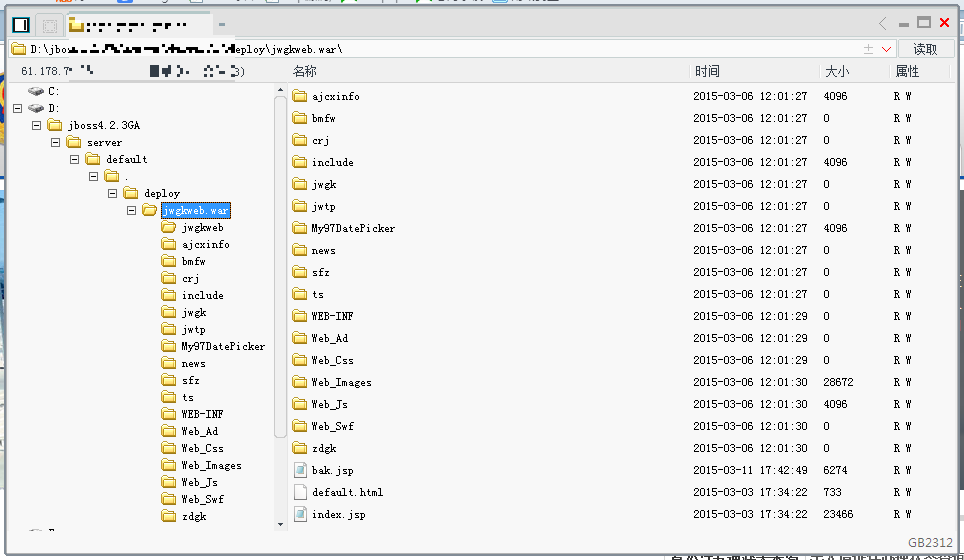 D:\jbos eploy\jwgkweb.war\ 读取
61.178.7 3) 名称 时间 大小 属性
C:
D:
jboss4.2.3GA
server
default
.
deploy
jwgkweb.war
jwgkweb
ajcxinfo
bmfw
crj
include
jwgk
jwtp
My97DatePicker
news
sfz
ts
WEB-INF
Web_Ad
Web_Css
Web_Images
Web_Js
Web_Swf
zdgk
ajcxinfo 2015-03-06 12:01:27 4096 R W
bmfw 2015-03-06 12:01:27 0 R W
crj 2015-03-06 12:01:27 0 R W
include 2015-03-06 12:01:27 4096 R W
jwgk 2015-03-06 12:01:27 0 R W
jwtp 2015-03-06 12:01:27 0 R W
My97DatePicker 2015-03-06 12:01:27 4096 R W
news 2015-03-06 12:01:27 0 R W
sfz 2015-03-06 12:01:27 0 R W
ts 2015-03-06 12:01:27 0 R W
WEB-INF 2015-03-06 12:01:29 0 R W
Web_Ad 2015-03-06 12:01:29 0 R W
Web_Css 2015-03-06 12:01:29 0 R W
Web_Images 2015-03-06 12:01:30 28672 R W
Web_Js 2015-03-06 12:01:30 4096 R W
Web_Swf 2015-03-06 12:01:30 0 R W
zdgk 2015-03-06 12:01:30 0 R W
bak.jsp 2015-03-11 17:42:49 6274 R W
default.html 2015-03-03 17:34:22 733 R W
index.jsp 2015-03-03 17:34:22 23466 R W
GB2312